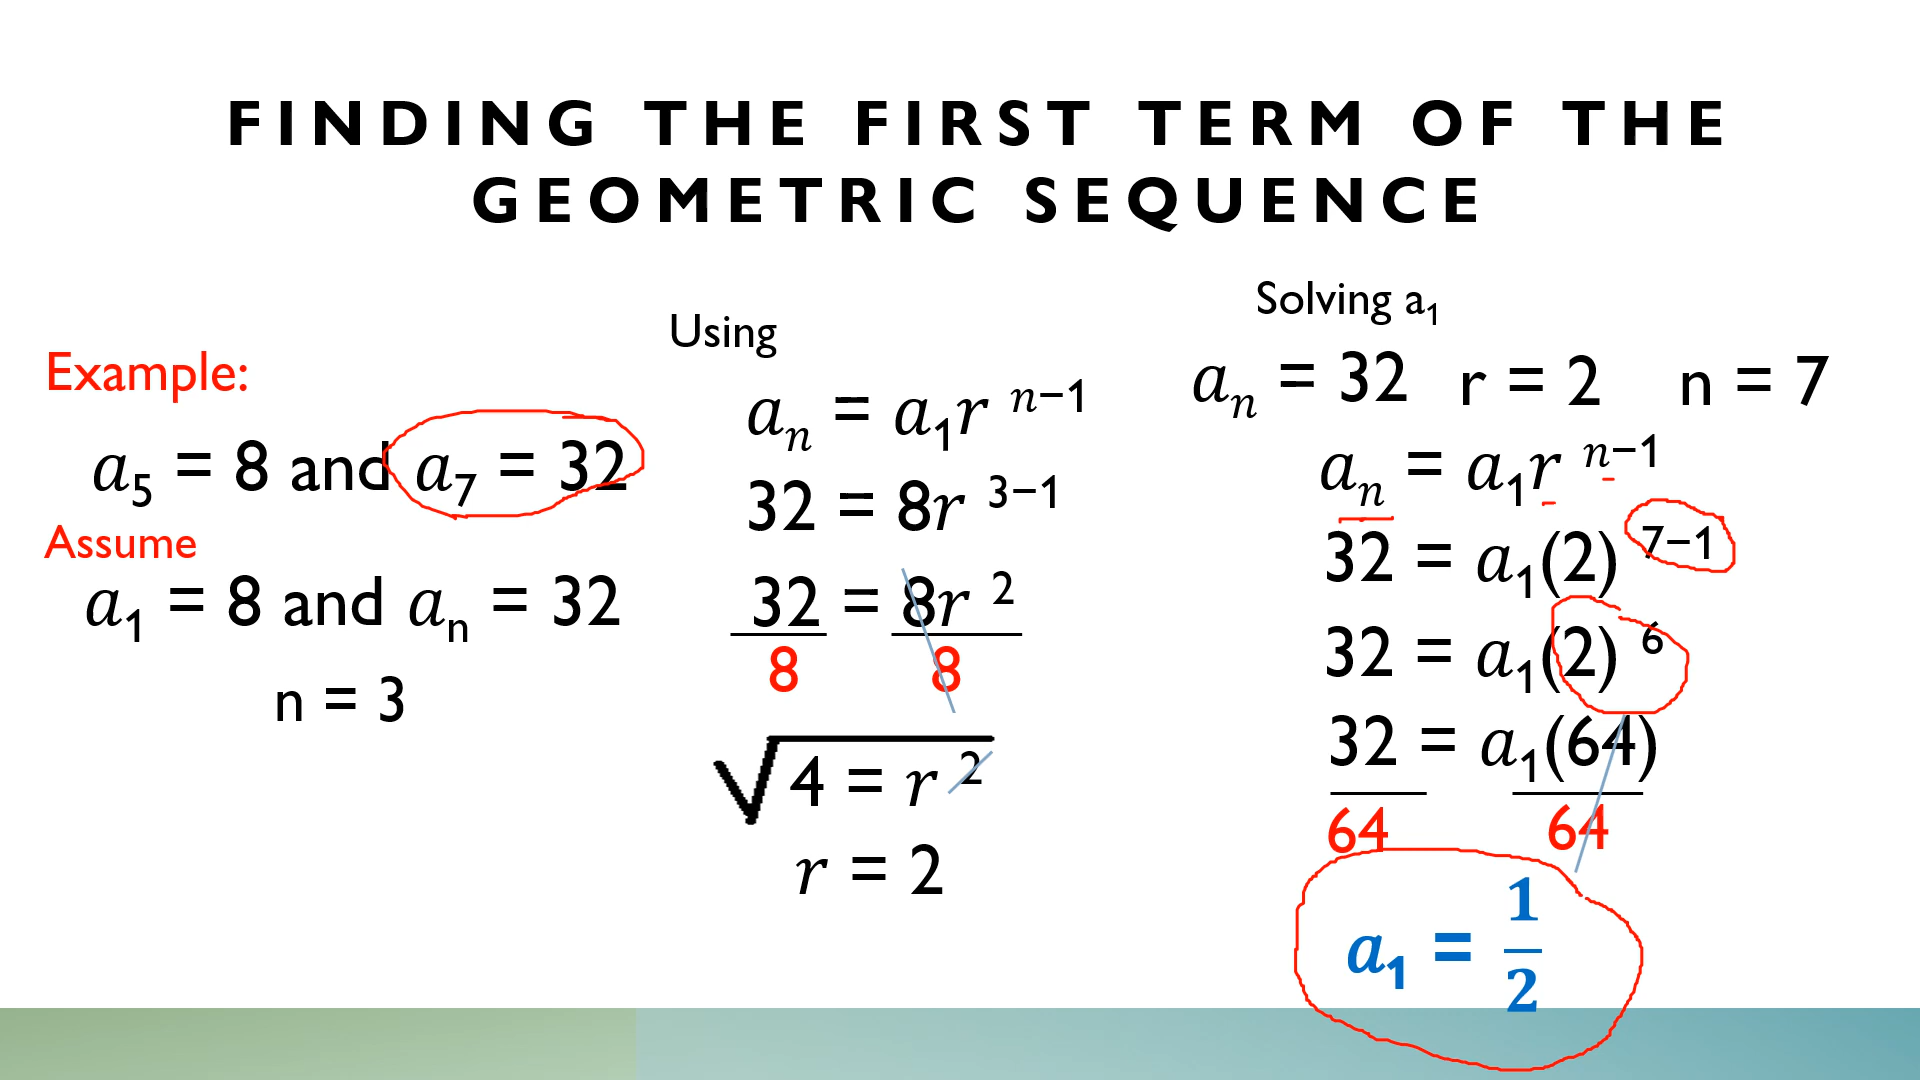 FINDING THE FIRST TERM OF THE
GEOMETRIC SEQUENCE
Example:
a₅ = 8 and a₇ = 32
Assume
a₁ = 8 and aₙ = 32
n = 3
Using
aₙ = a₁r ⁿ⁻¹
32 = 8r ³⁻¹
32 = 8r ²
8 8
√4 = r ²
r = 2
Solving a₁
aₙ = 32 r = 2 n = 7
aₙ = a₁r ⁿ⁻¹
32 = a₁(2) ⁷⁻¹
32 = a₁(2) ⁶
32 = a₁(64)
64 64
a₁ = 1/2